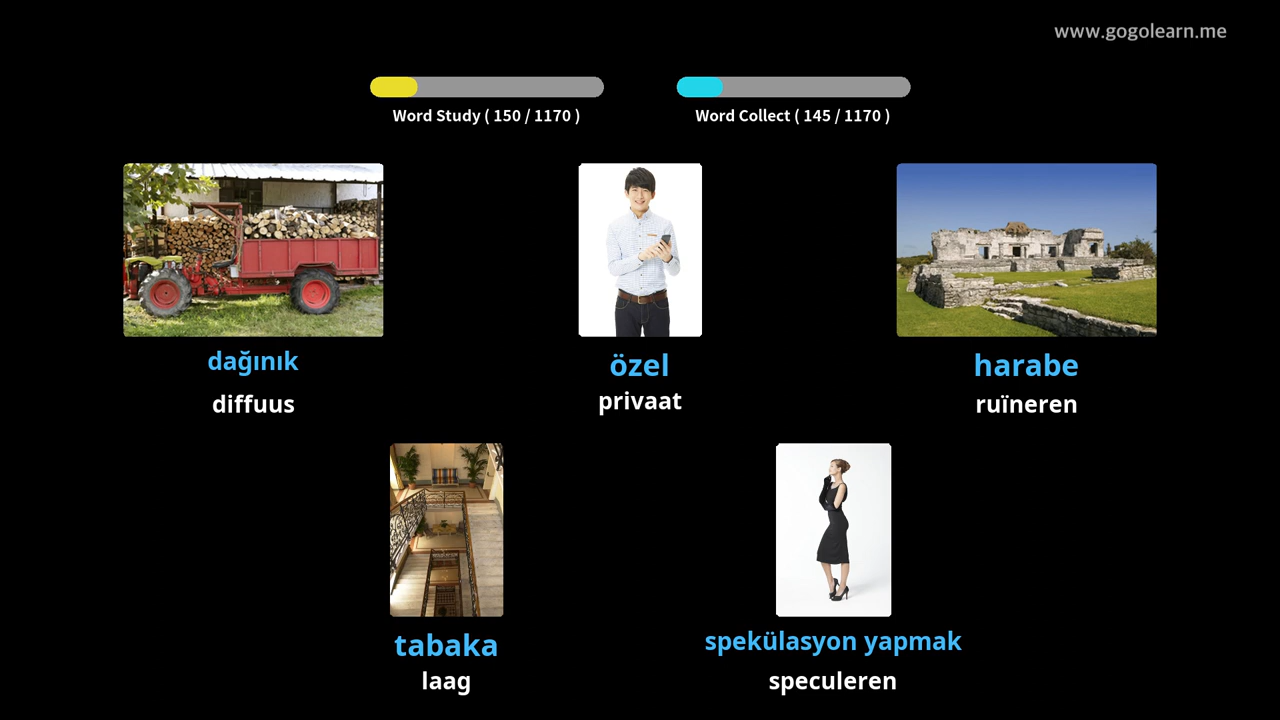 www.gogolearn.me
Word Study ( 150 / 1170 )
Word Collect ( 145 / 1170 )
dağınık
diffuus
özel
privaat
harabe
ruïneren
tabaka
laag
spekülasyon yapmak
speculeren